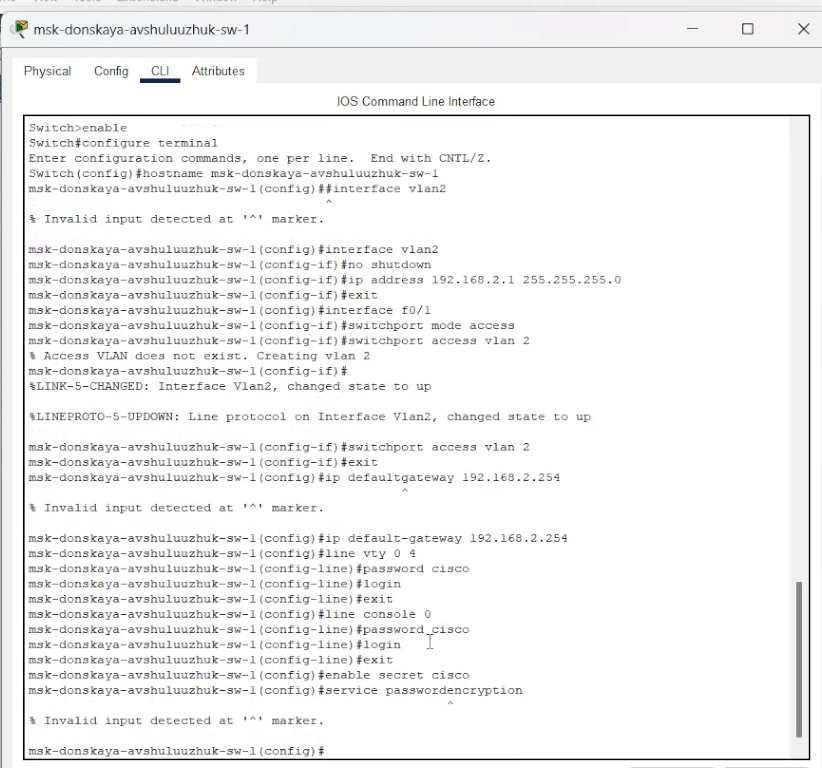 msk-donskaya-avshuluuzhuk-sw-1
Physical Config CLI Attributes
IOS Command Line Interface
Switch>enable
Switch#configure terminal
Enter configuration commands, one per line.  End with CNTL/Z.
Switch(config)#hostname msk-donskaya-avshuluuzhuk-sw-1
msk-donskaya-avshuluuzhuk-sw-1(config)##interface vlan2
^
% Invalid input detected at '^' marker.
msk-donskaya-avshuluuzhuk-sw-1(config)#interface vlan2
msk-donskaya-avshuluuzhuk-sw-1(config-if)#no shutdown
msk-donskaya-avshuluuzhuk-sw-1(config-if)#ip address 192.168.2.1 255.255.255.0
msk-donskaya-avshuluuzhuk-sw-1(config-if)#exit
msk-donskaya-avshuluuzhuk-sw-1(config)#interface f0/1
msk-donskaya-avshuluuzhuk-sw-1(config-if)#switchport mode access
msk-donskaya-avshuluuzhuk-sw-1(config-if)#switchport access vlan 2
% Access VLAN does not exist. Creating vlan 2
msk-donskaya-avshuluuzhuk-sw-1(config-if)#
%LINK-5-CHANGED: Interface Vlan2, changed state to up
%LINEPROTO-5-UPDOWN: Line protocol on Interface Vlan2, changed state to up
msk-donskaya-avshuluuzhuk-sw-1(config-if)#switchport access vlan 2
msk-donskaya-avshuluuzhuk-sw-1(config-if)#exit
msk-donskaya-avshuluuzhuk-sw-1(config)#ip defaultgateway 192.168.2.254
^
% Invalid input detected at '^' marker.
msk-donskaya-avshuluuzhuk-sw-1(config)#ip default-gateway 192.168.2.254
msk-donskaya-avshuluuzhuk-sw-1(config)#line vty 0 4
msk-donskaya-avshuluuzhuk-sw-1(config-line)#password cisco
msk-donskaya-avshuluuzhuk-sw-1(config-line)#login
msk-donskaya-avshuluuzhuk-sw-1(config-line)#exit
msk-donskaya-avshuluuzhuk-sw-1(config)#line console 0
msk-donskaya-avshuluuzhuk-sw-1(config-line)#password cisco
msk-donskaya-avshuluuzhuk-sw-1(config-line)#login
msk-donskaya-avshuluuzhuk-sw-1(config-line)#exit
msk-donskaya-avshuluuzhuk-sw-1(config)#enable secret cisco
msk-donskaya-avshuluuzhuk-sw-1(config)#service passwordencryption
^
% Invalid input detected at '^' marker.
msk-donskaya-avshuluuzhuk-sw-1(config)#